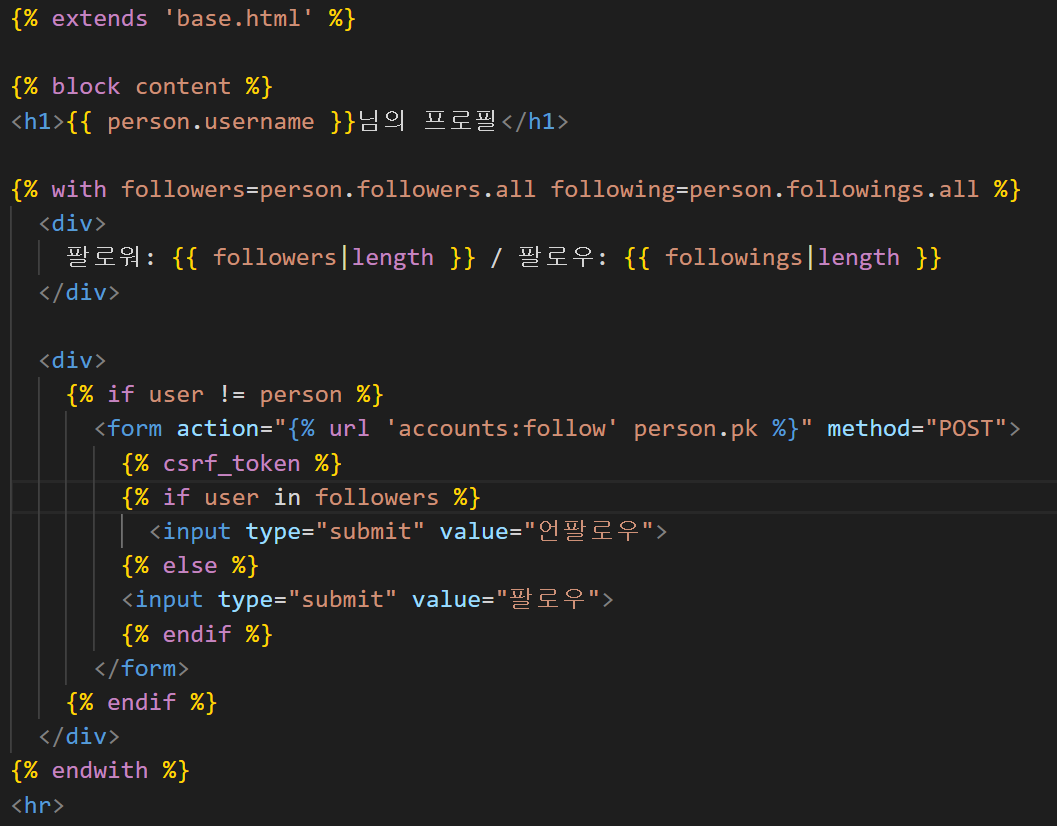 {% extends 'base.html' %}
{% block content %}
<h1>{{ person.username }}님의 프로필</h1>
{% with followers=person.followers.all following=person.followings.all %}
<div>
팔로워: {{ followers|length }} / 팔로우: {{ followings|length }}
</div>
<div>
{% if user != person %}
<form action="{% url 'accounts:follow' person.pk %}" method="POST">
{% csrf_token %}
{% if user in followers %}
<input type="submit" value="언팔로우">
{% else %}
<input type="submit" value="팔로우">
{% endif %}
</form>
{% endif %}
</div>
{% endwith %}
<hr>